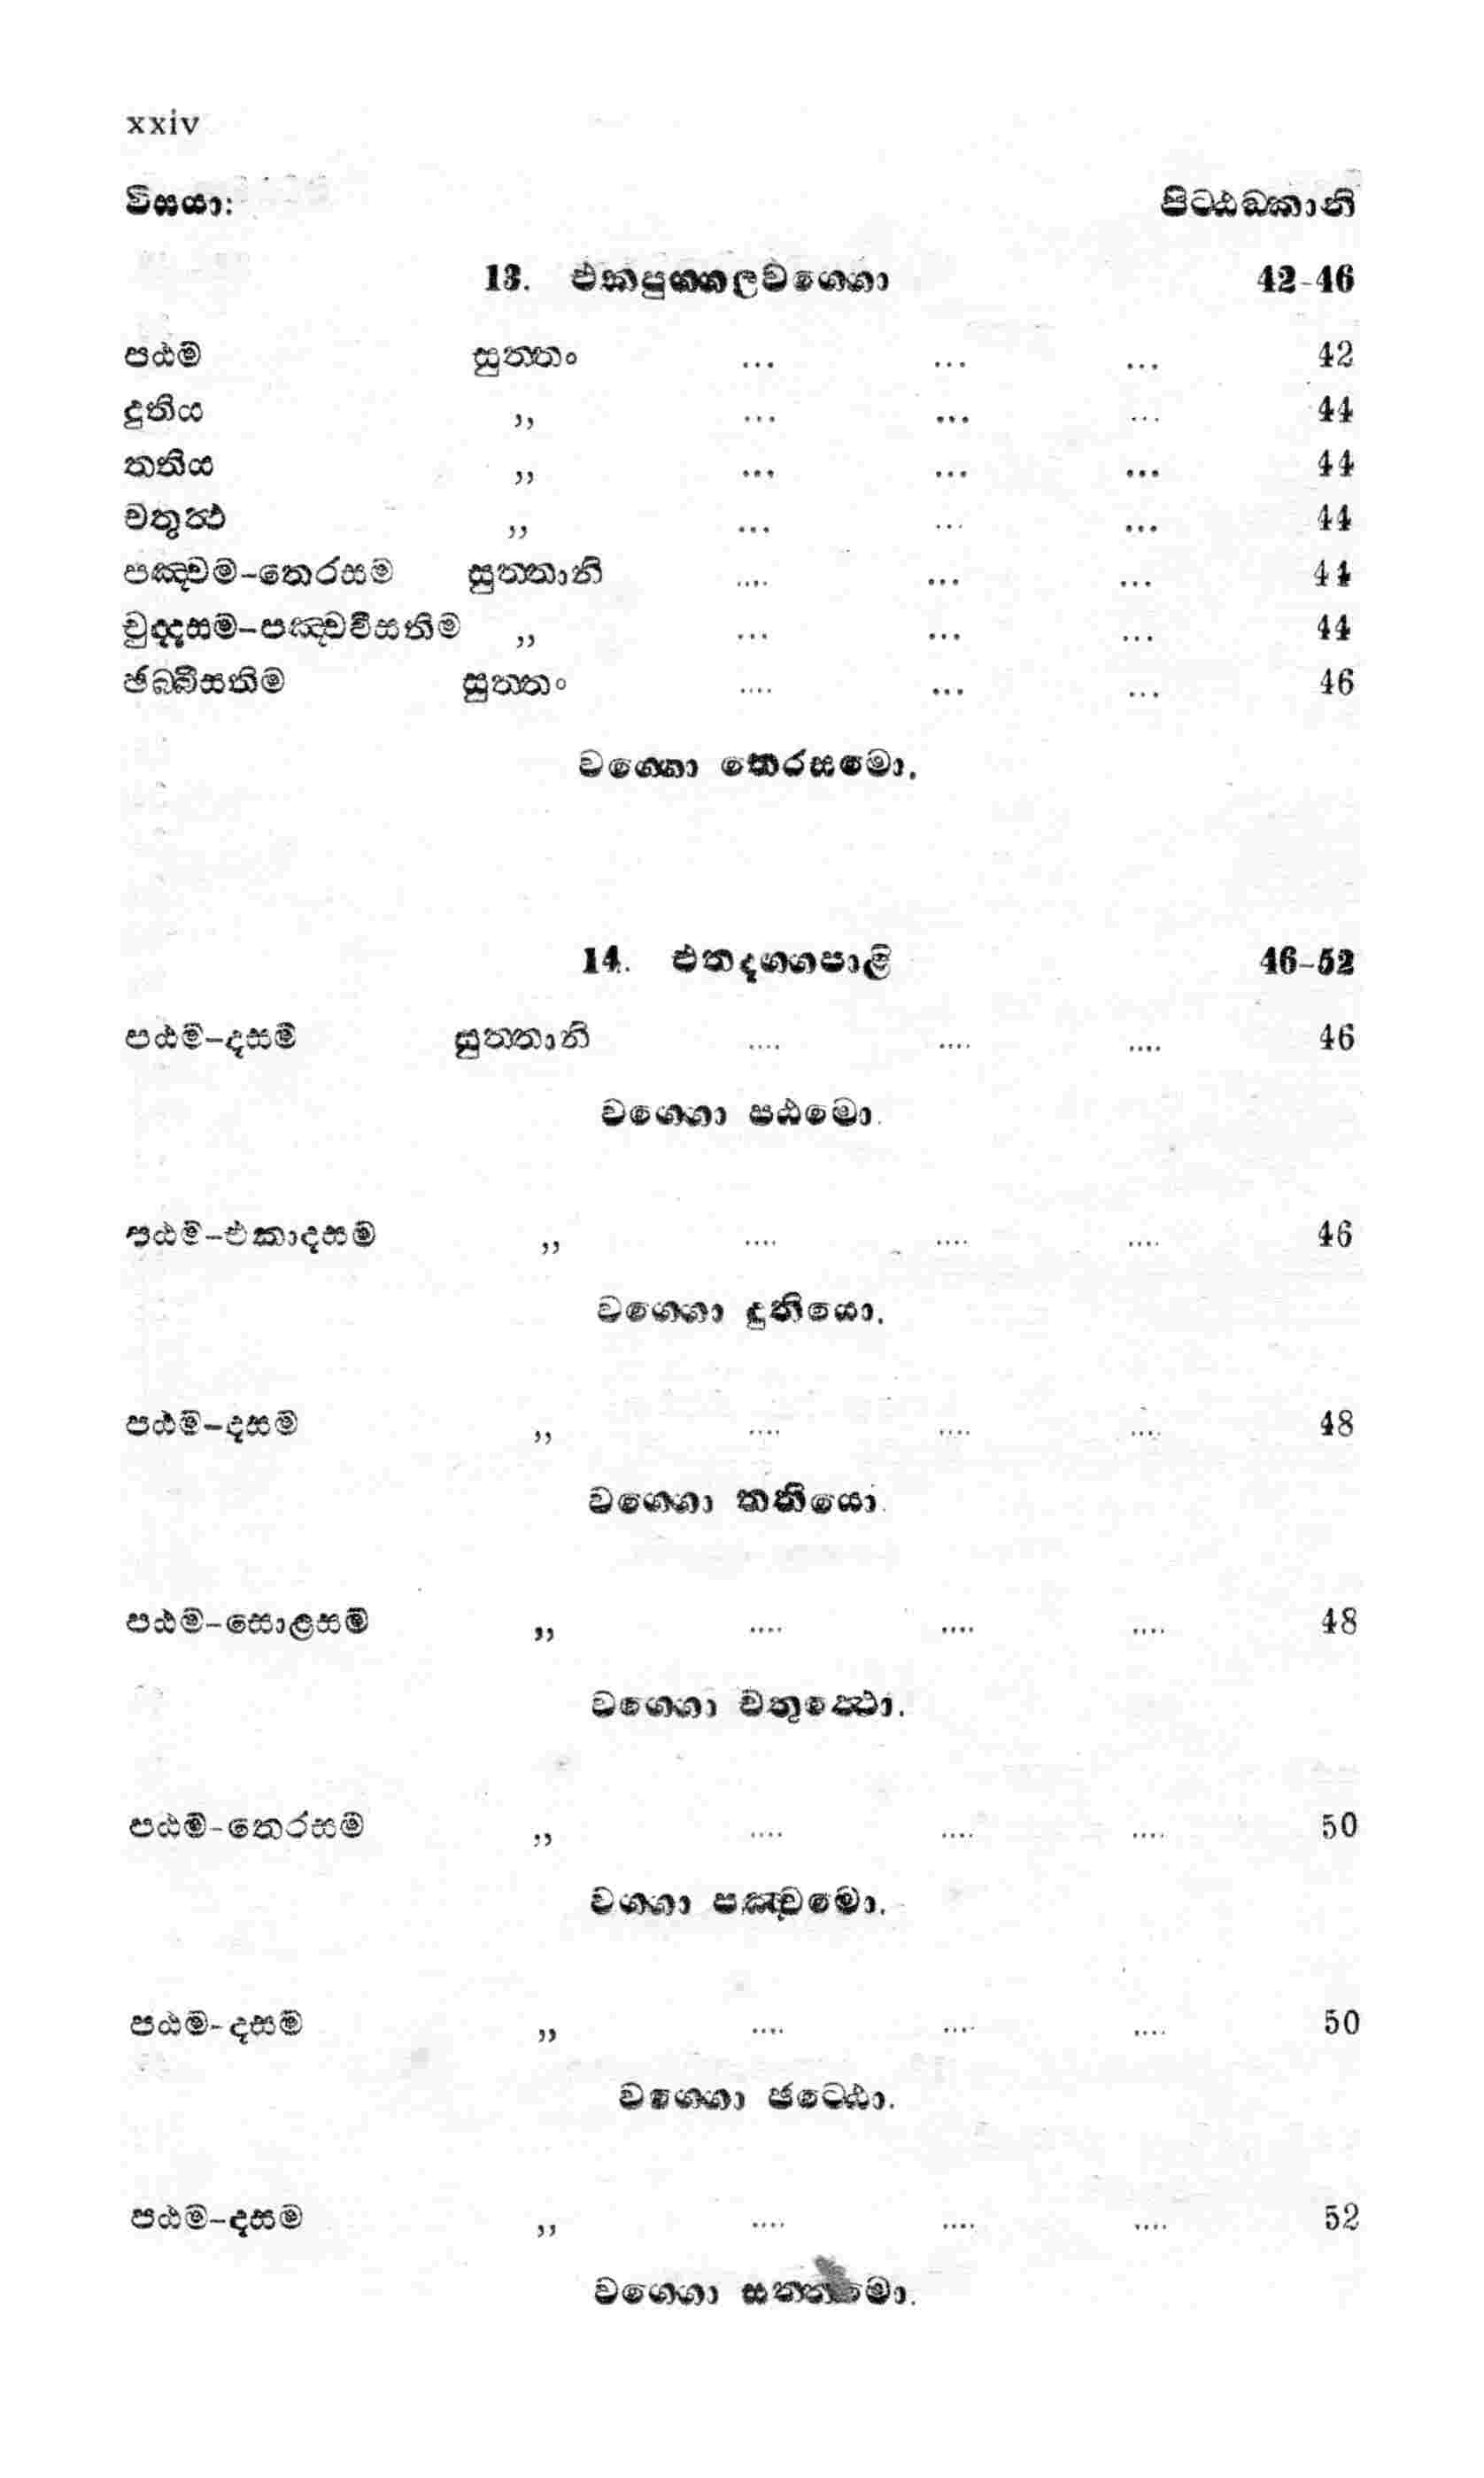 xxiv
විසයා: පිට්ඨඞ්කානි
13. එකපුග්ගලවග්ගො 42-46
පඨම සුත්තං ... ... ... 42
දුතිය ,, ... ... ... 44
තතිය ,, ... ... ... 44
චතුත්ථ ,, ... ... ... 44
පඤ්චම-තෙරසම සුත්තානි .... ... ... 44
චුද්දසම-පඤ්චවීසතිම ,, ... ... ... 44
ඡබ්බීසතිම සුත්තං .... ... ... 46
වග්ගො තෙරසමො.
14. එතදග්ගපාළි 46-52
පඨම-දසම සුත්තානි .... .... .... 46
වග්ගො පඨමො.
පඨම-එකාදසම ,, .... .... .... 46
වග්ගො දුතියො.
පඨම-දසම ,, .... .... .... 48
වග්ගො තතියො.
පඨම-සොළසම ,, .... .... .... 48
වග්ගො චතුත්ථො.
පඨම-තෙරසම ,, .... .... .... 50
වග්ගා පඤ්චමො.
පඨම-දසම ,, .... .... .... 50
වග්ගො ඡට්ඨො.
පඨම-දසම ,, .... .... .... 52
වග්ගො සත්තමො.